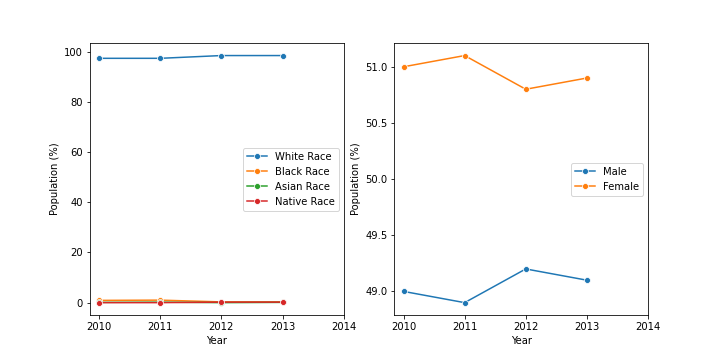 100
80
60
40
20
0
Population (%)
2010 2011 2012 2013 2014
Year
White Race
Black Race
Asian Race
Native Race
51.0
50.5
50.0
49.5
49.0
Population (%)
2010 2011 2012 2013 2014
Year
Male
Female